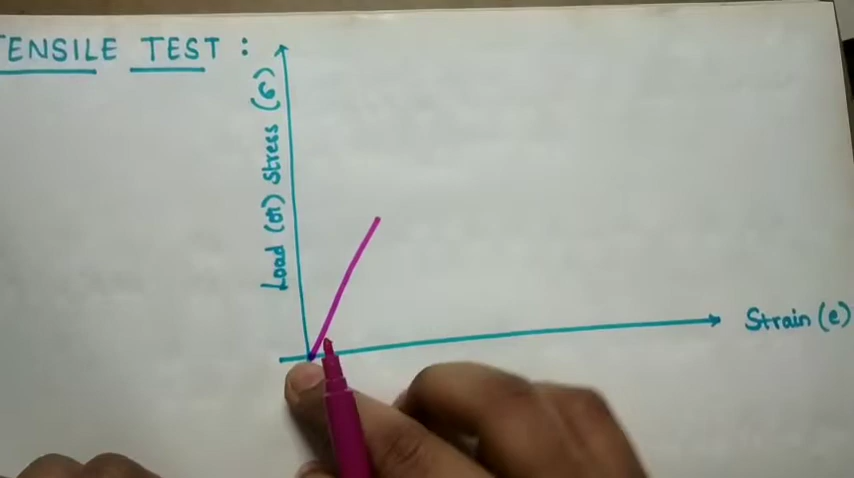 TENSILE TEST :
Load (or) Stress (σ)
Strain (e)